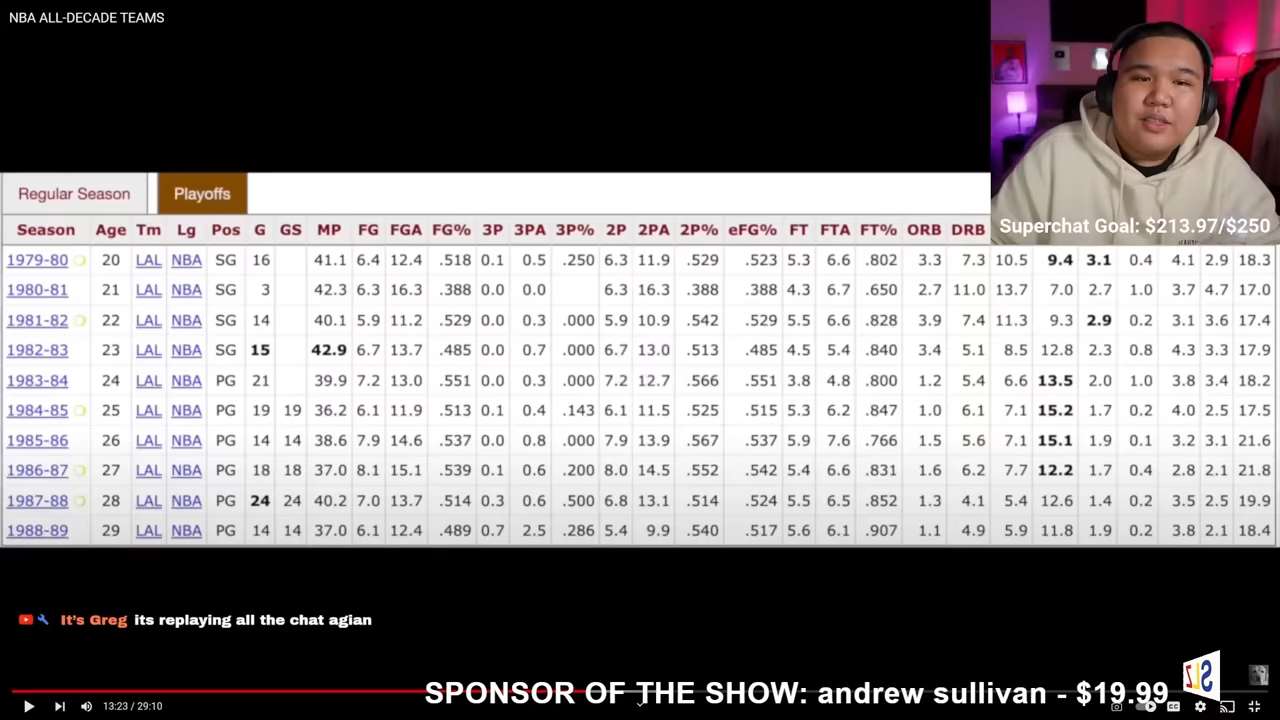 NBA ALL-DECADE TEAMS
Superchat Goal: $213.97/$250
Regular Season Playoffs
Season Age Tm Lg Pos G GS MP FG FGA FG% 3P 3PA 3P% 2P 2PA 2P% eFG% FT FTA FT% ORB DRB
1979-80 20 LAL NBA SG 16 41.1 6.4 12.4 .518 0.1 0.5 .250 6.3 11.9 .529 .523 5.3 6.6 .802 3.3 7.3 10.5 9.4 3.1 0.4 4.1 2.9 18.3
1980-81 21 LAL NBA SG 3 42.3 6.3 16.3 .388 0.0 0.0 6.3 16.3 .388 .388 4.3 6.7 .650 2.7 11.0 13.7 7.0 2.7 1.0 3.7 4.7 17.0
1981-82 22 LAL NBA SG 14 40.1 5.9 11.2 .529 0.0 0.3 .000 5.9 10.9 .542 .529 5.5 6.6 .828 3.9 7.4 11.3 9.3 2.9 0.2 3.1 3.6 17.4
1982-83 23 LAL NBA SG 15 42.9 6.7 13.7 .485 0.0 0.7 .000 6.7 13.0 .513 .485 4.5 5.4 .840 3.4 5.1 8.5 12.8 2.3 0.8 4.3 3.3 17.9
1983-84 24 LAL NBA PG 21 39.9 7.2 13.0 .551 0.0 0.3 .000 7.2 12.7 .566 .551 3.8 4.8 .800 1.2 5.4 6.6 13.5 2.0 1.0 3.8 3.4 18.2
1984-85 25 LAL NBA PG 19 19 36.2 6.1 11.9 .513 0.1 0.4 .143 6.1 11.5 .525 .515 5.3 6.2 .847 1.0 6.1 7.1 15.2 1.7 0.2 4.0 2.5 17.5
1985-86 26 LAL NBA PG 14 14 38.6 7.9 14.6 .537 0.0 0.8 .000 7.9 13.9 .567 .537 5.9 7.6 .766 1.5 5.6 7.1 15.1 1.9 0.1 3.2 3.1 21.6
1986-87 27 LAL NBA PG 18 18 37.0 8.1 15.1 .539 0.1 0.6 .200 8.0 14.5 .552 .542 5.4 6.6 .831 1.6 6.2 7.7 12.2 1.7 0.4 2.8 2.1 21.8
1987-88 28 LAL NBA PG 24 24 40.2 7.0 13.7 .514 0.3 0.6 .500 6.8 13.1 .514 .524 5.5 6.5 .852 1.3 4.1 5.4 12.6 1.4 0.2 3.5 2.5 19.9
1988-89 29 LAL NBA PG 14 14 37.0 6.1 12.4 .489 0.7 2.5 .286 5.4 9.9 .540 .517 5.6 6.1 .907 1.1 4.9 5.9 11.8 1.9 0.2 3.8 2.1 18.4
It's Greg its replaying all the chat agian
SPONSOR OF THE SHOW: andrew sullivan - $19.99
13:23 / 29:10